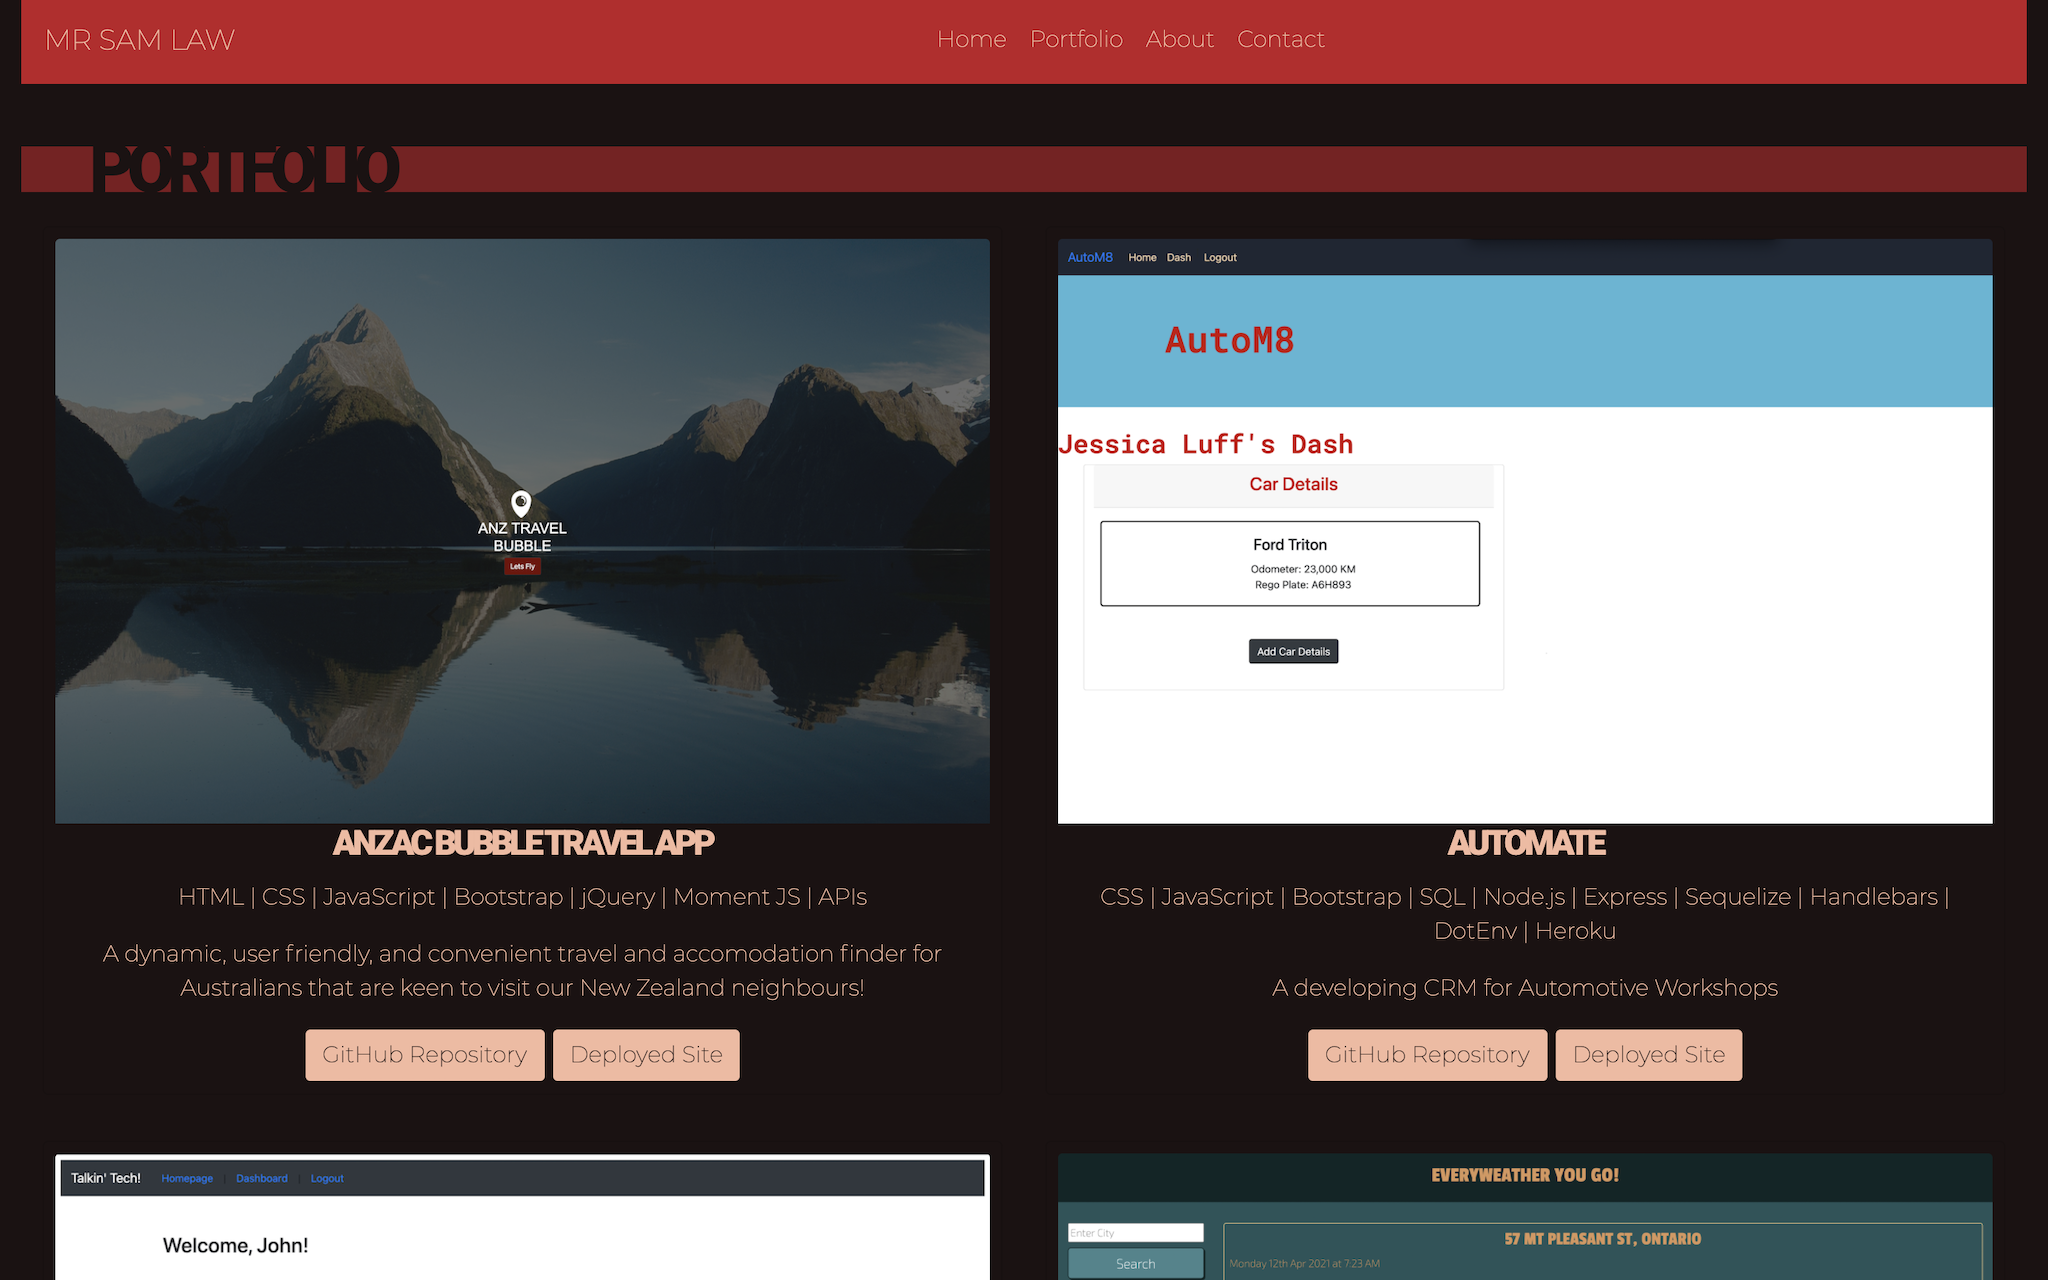 MR SAM LAW
Home Portfolio About Contact
PORTFOLIO
ANZ TRAVEL
BUBBLE
Lets Fly
ANZAC BUBBLE TRAVEL APP
HTML | CSS | JavaScript | Bootstrap | jQuery | Moment JS | APIs
A dynamic, user friendly, and convenient travel and accomodation finder for
Australians that are keen to visit our New Zealand neighbours!
GitHub Repository Deployed Site
AutoM8 Home Dash Logout
AutoM8
Jessica Luff's Dash
Car Details
Ford Triton
Odometer: 23,000 KM
Rego Plate: A6H893
Add Car Details
AUTOMATE
CSS | JavaScript | Bootstrap | SQL | Node.js | Express | Sequelize | Handlebars |
DotEnv | Heroku
A developing CRM for Automotive Workshops
GitHub Repository Deployed Site
Talkin' Tech! Homepage | Dashboard | Logout
Welcome, John!
EVERYWEATHER YOU GO!
Enter City
Search
57 MT PLEASANT ST, ONTARIO
Monday 12th Apr 2021 at 7:23 AM